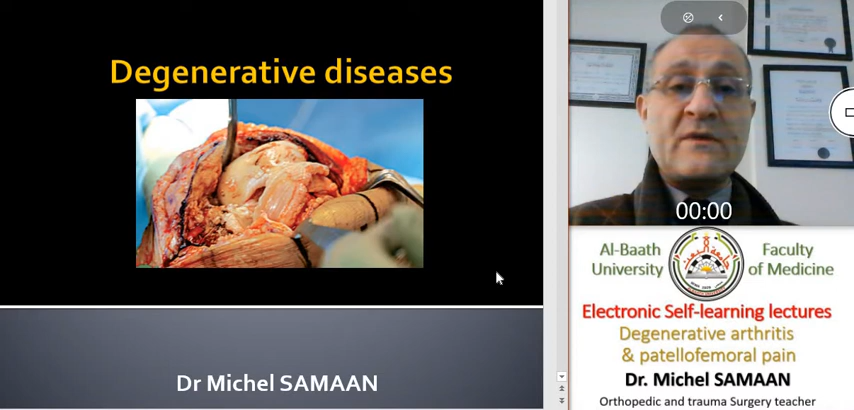 Degenerative diseases
Dr Michel SAMAAN
00:00
Al-Baath
University
Faculty
of Medicine
Electronic Self-learning lectures
Degenerative arthritis
& patellofemoral pain
Dr. Michel SAMAAN
Orthopedic and trauma Surgery teacher